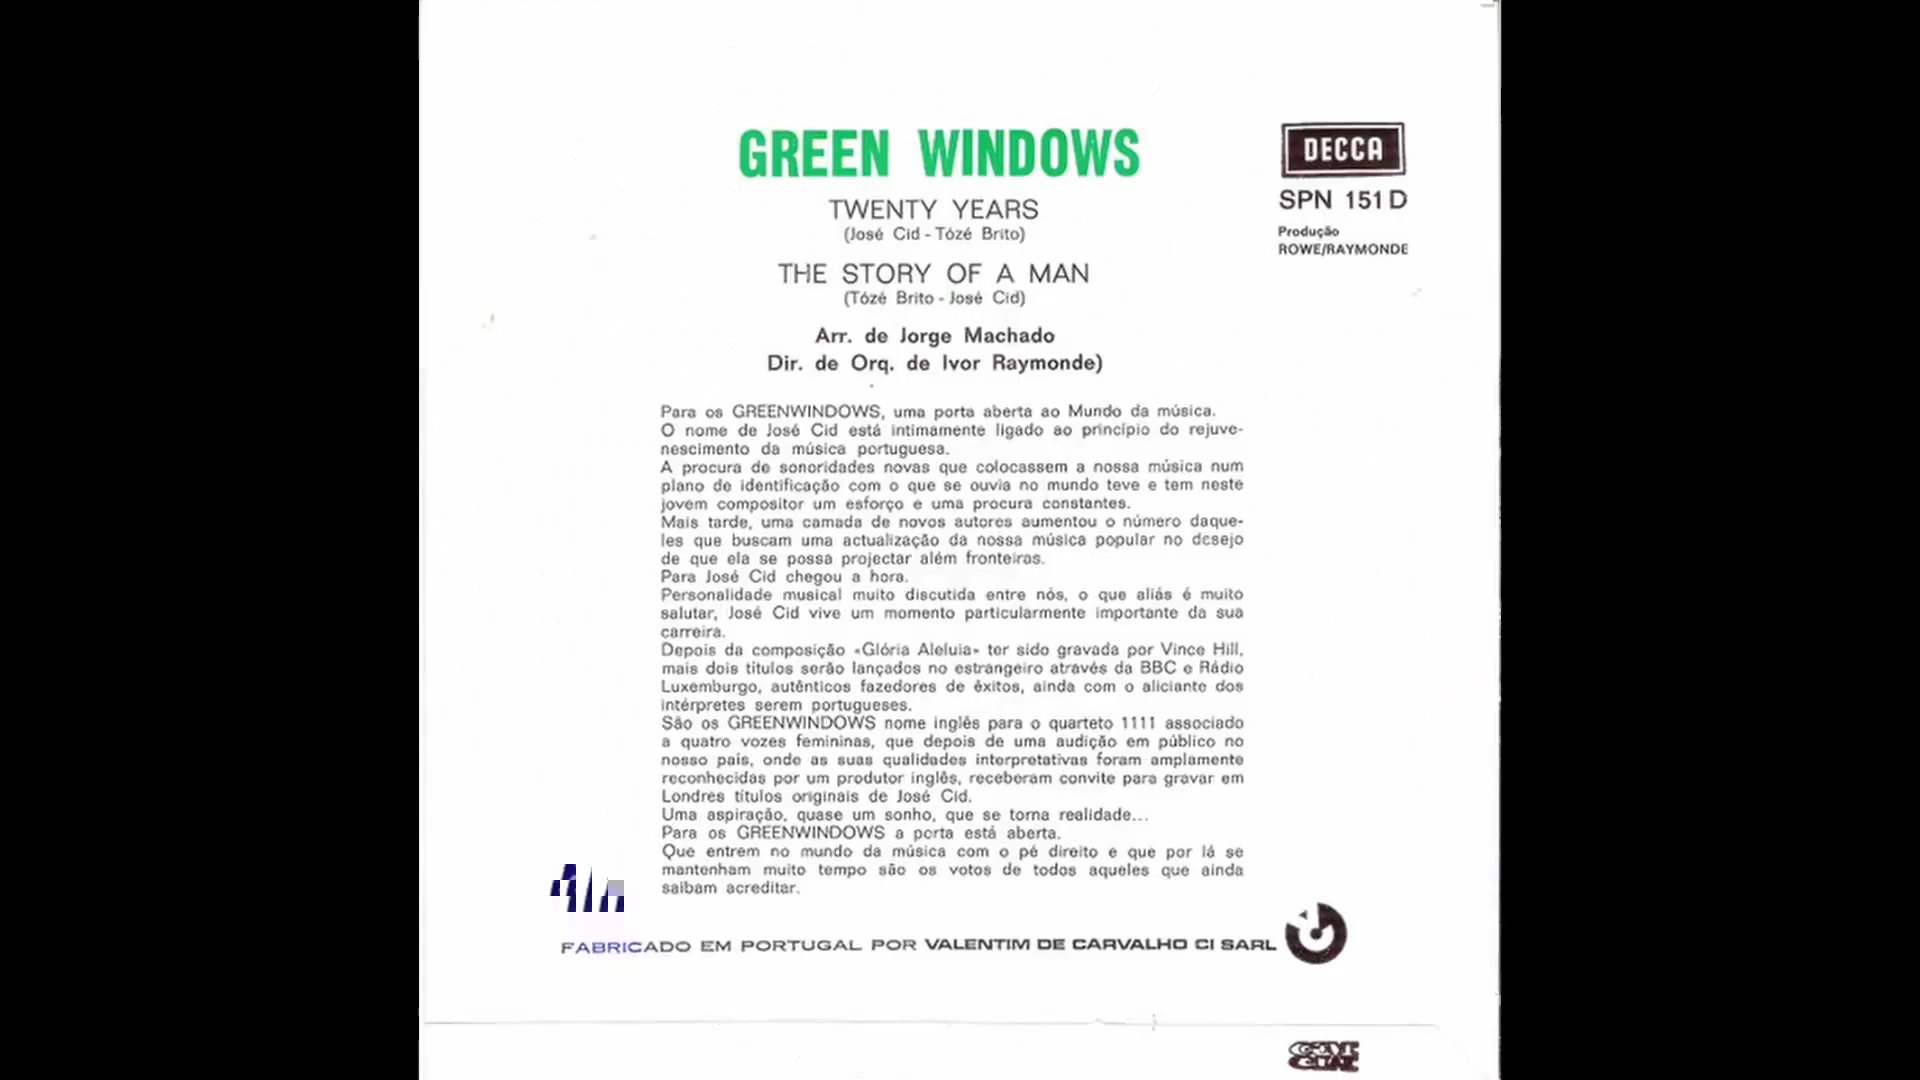 GREEN WINDOWS
DECCA
SPN 151 D
Produção
ROWE/RAYMONDE
TWENTY YEARS
(José Cid - Tózé Brito)
THE STORY OF A MAN
(Tózé Brito - José Cid)
Arr. de Jorge Machado
Dir. de Orq. de Ivor Raymonde)
Para os GREENWINDOWS, uma porta aberta ao Mundo da música.
O nome de José Cid está intimamente ligado ao princípio do rejuve-
nescimento da música portuguesa.
A procura de sonoridades novas que colocassem a nossa música num
plano de identificação com o que se ouvia no mundo teve e tem neste
jovem compositor um esforço e uma procura constantes.
Mais tarde, uma camada de novos autores aumentou o número daque-
les que buscam uma actualização da nossa música popular no desejo
de que ela se possa projectar além fronteiras.
Para José Cid chegou a hora.
Personalidade musical muito discutida entre nós, o que aliás é muito
salutar, José Cid vive um momento particularmente importante da sua
carreira.
Depois da composição «Glória Aleluia» ter sido gravada por Vince Hill,
mais dois títulos serão lançados no estrangeiro através da BBC e Rádio
Luxemburgo, autênticos fazedores de êxitos, ainda com o aliciante dos
intérpretes serem portugueses.
São os GREENWINDOWS nome inglês para o quarteto 1111 associado
a quatro vozes femininas, que depois de uma audição em público no
nosso país, onde as suas qualidades interpretativas foram amplamente
reconhecidas por um produtor inglês, receberam convite para gravar em
Londres títulos originais de José Cid.
Uma aspiração, quase um sonho, que se torna realidade...
Para os GREENWINDOWS a porta está aberta.
Que entrem no mundo da música com o pé direito e que por lá se
mantenham muito tempo são os votos de todos aqueles que ainda
saibam acreditar.
FABRICADO EM PORTUGAL POR VALENTIM DE CARVALHO CI SARL